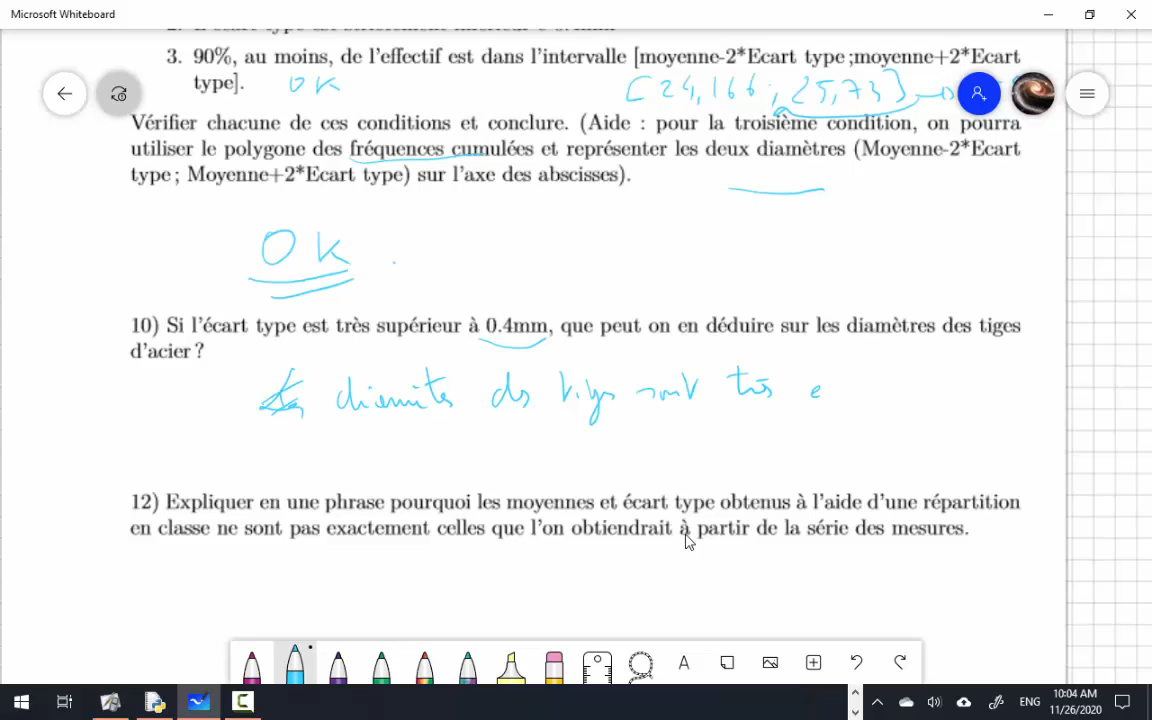 Microsoft Whiteboard
3. 90%, au moins, de l'effectif est dans l'intervalle [moyenne-2*Ecart type ;moyenne+2*Ecart
type]. OK [24,166 ; 25,73]
Vérifier chacune de ces conditions et conclure. (Aide : pour la troisième condition, on pourra
utiliser le polygone des fréquences cumulées et représenter les deux diamètres (Moyenne-2*Ecart
type ; Moyenne+2*Ecart type) sur l'axe des abscisses).
OK
10) Si l'écart type est très supérieur à 0.4mm, que peut on en déduire sur les diamètres des tiges
d'acier ?
diamètres des tiges sont très e
12) Expliquer en une phrase pourquoi les moyennes et écart type obtenus à l'aide d'une répartition
en classe ne sont pas exactement celles que l'on obtiendrait à partir de la série des mesures.
A
ENG
10:04 AM
11/26/2020